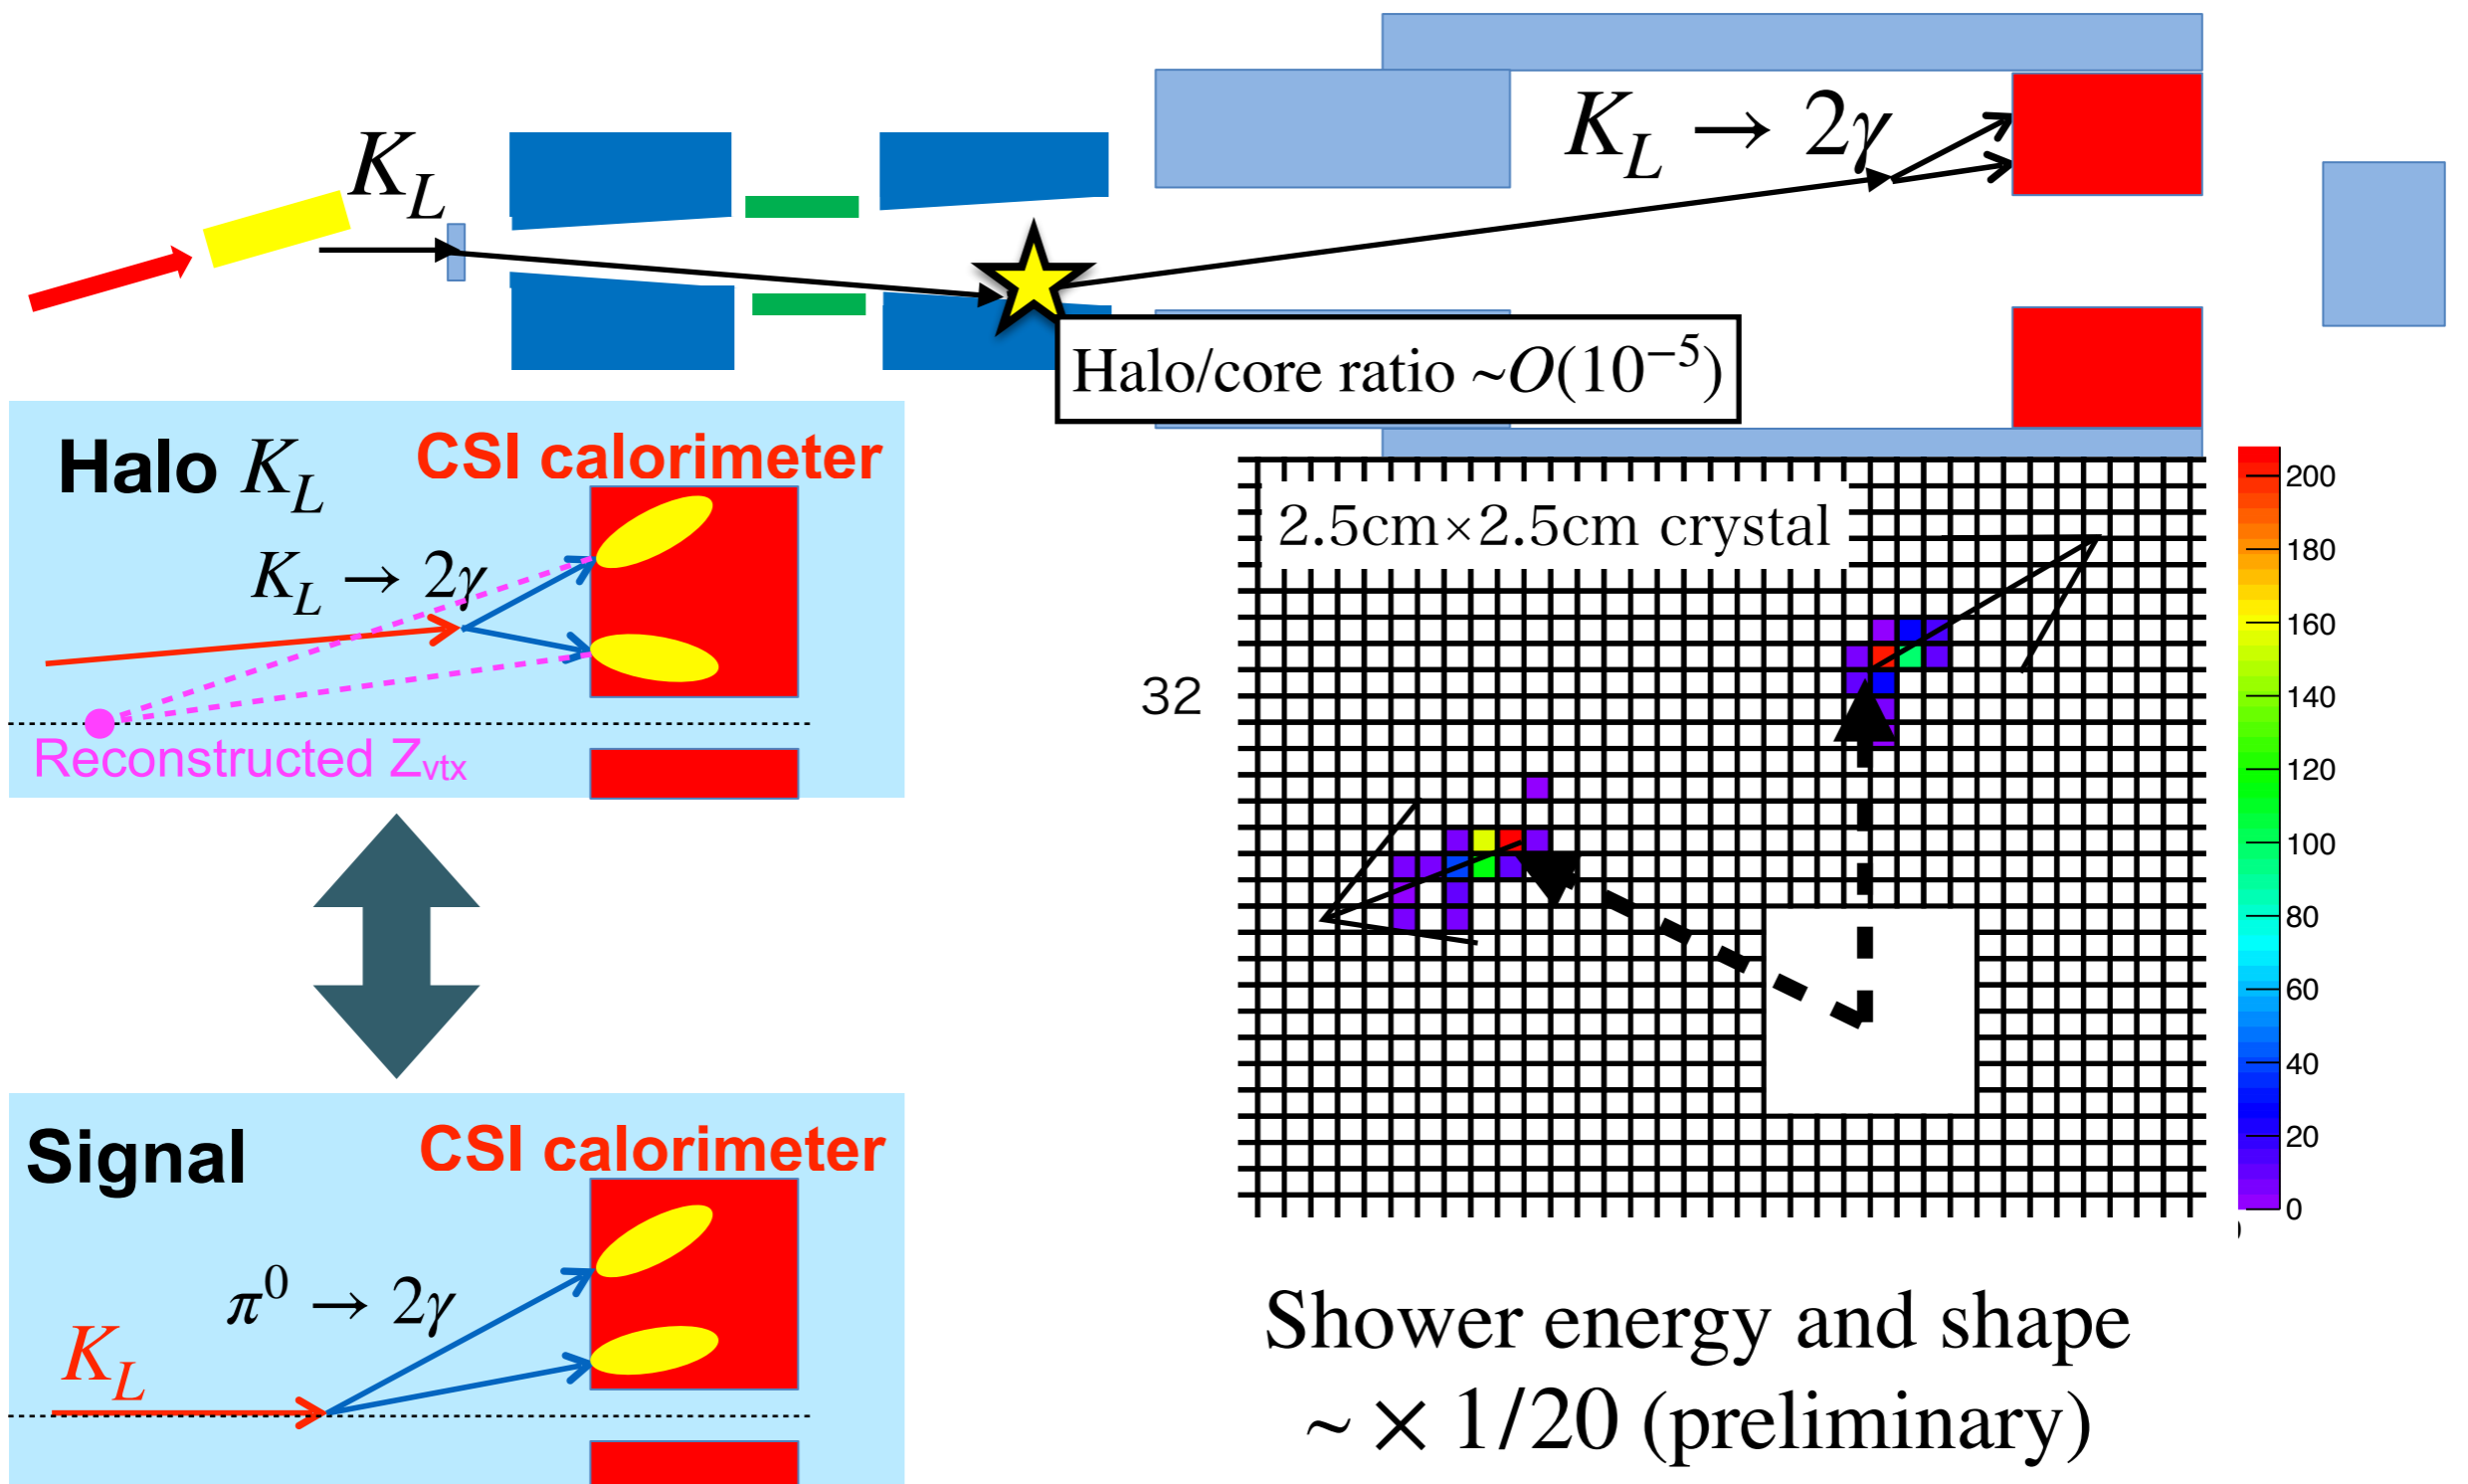 K_L
K_L → 2γ
Halo/core ratio ~O(10⁻⁵)
Halo K_L
CSI calorimeter
K_L → 2γ
Reconstructed Z_vtx
Signal
CSI calorimeter
π⁰ → 2γ
K_L
2.5cm×2.5cm crystal
32
200
180
160
140
120
100
80
60
40
20
0
Shower energy and shape
~ × 1/20 (preliminary)